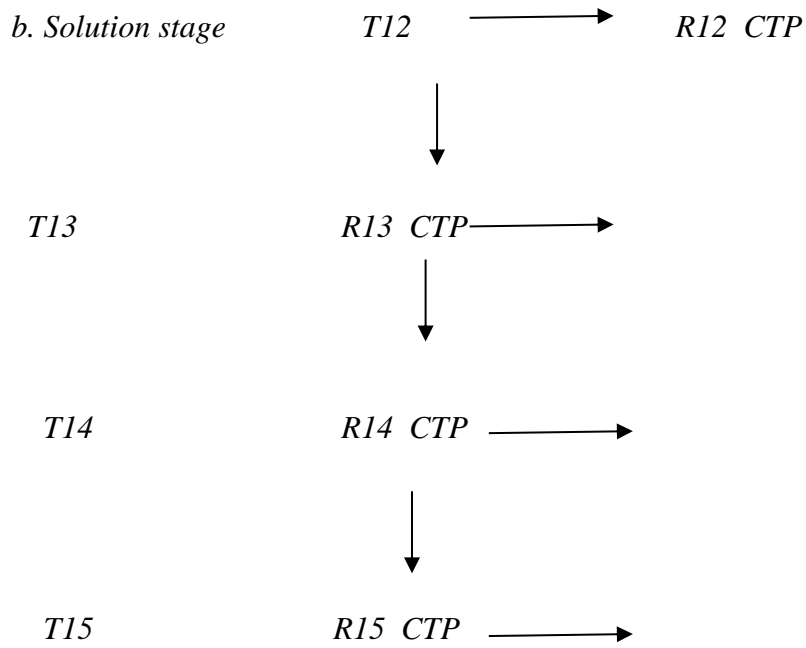 b. Solution stage T12 R12 CTP
T13 R13 CTP
T14 R14 CTP
T15 R15 CTP